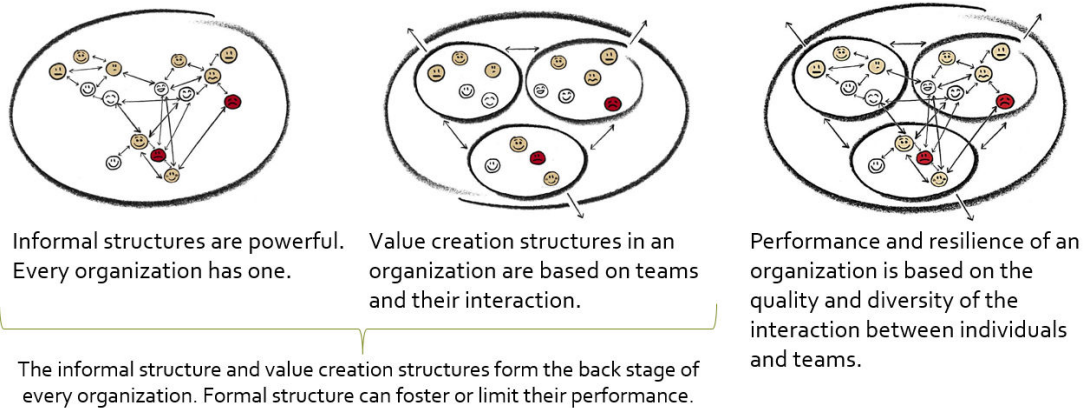 Informal structures are powerful.
Every organization has one.
Value creation structures in an
organization are based on teams
and their interaction.
Performance and resilience of an
organization is based on the
quality and diversity of the
interaction between individuals
and teams.
The informal structure and value creation structures form the back stage of
every organization. Formal structure can foster or limit their performance.